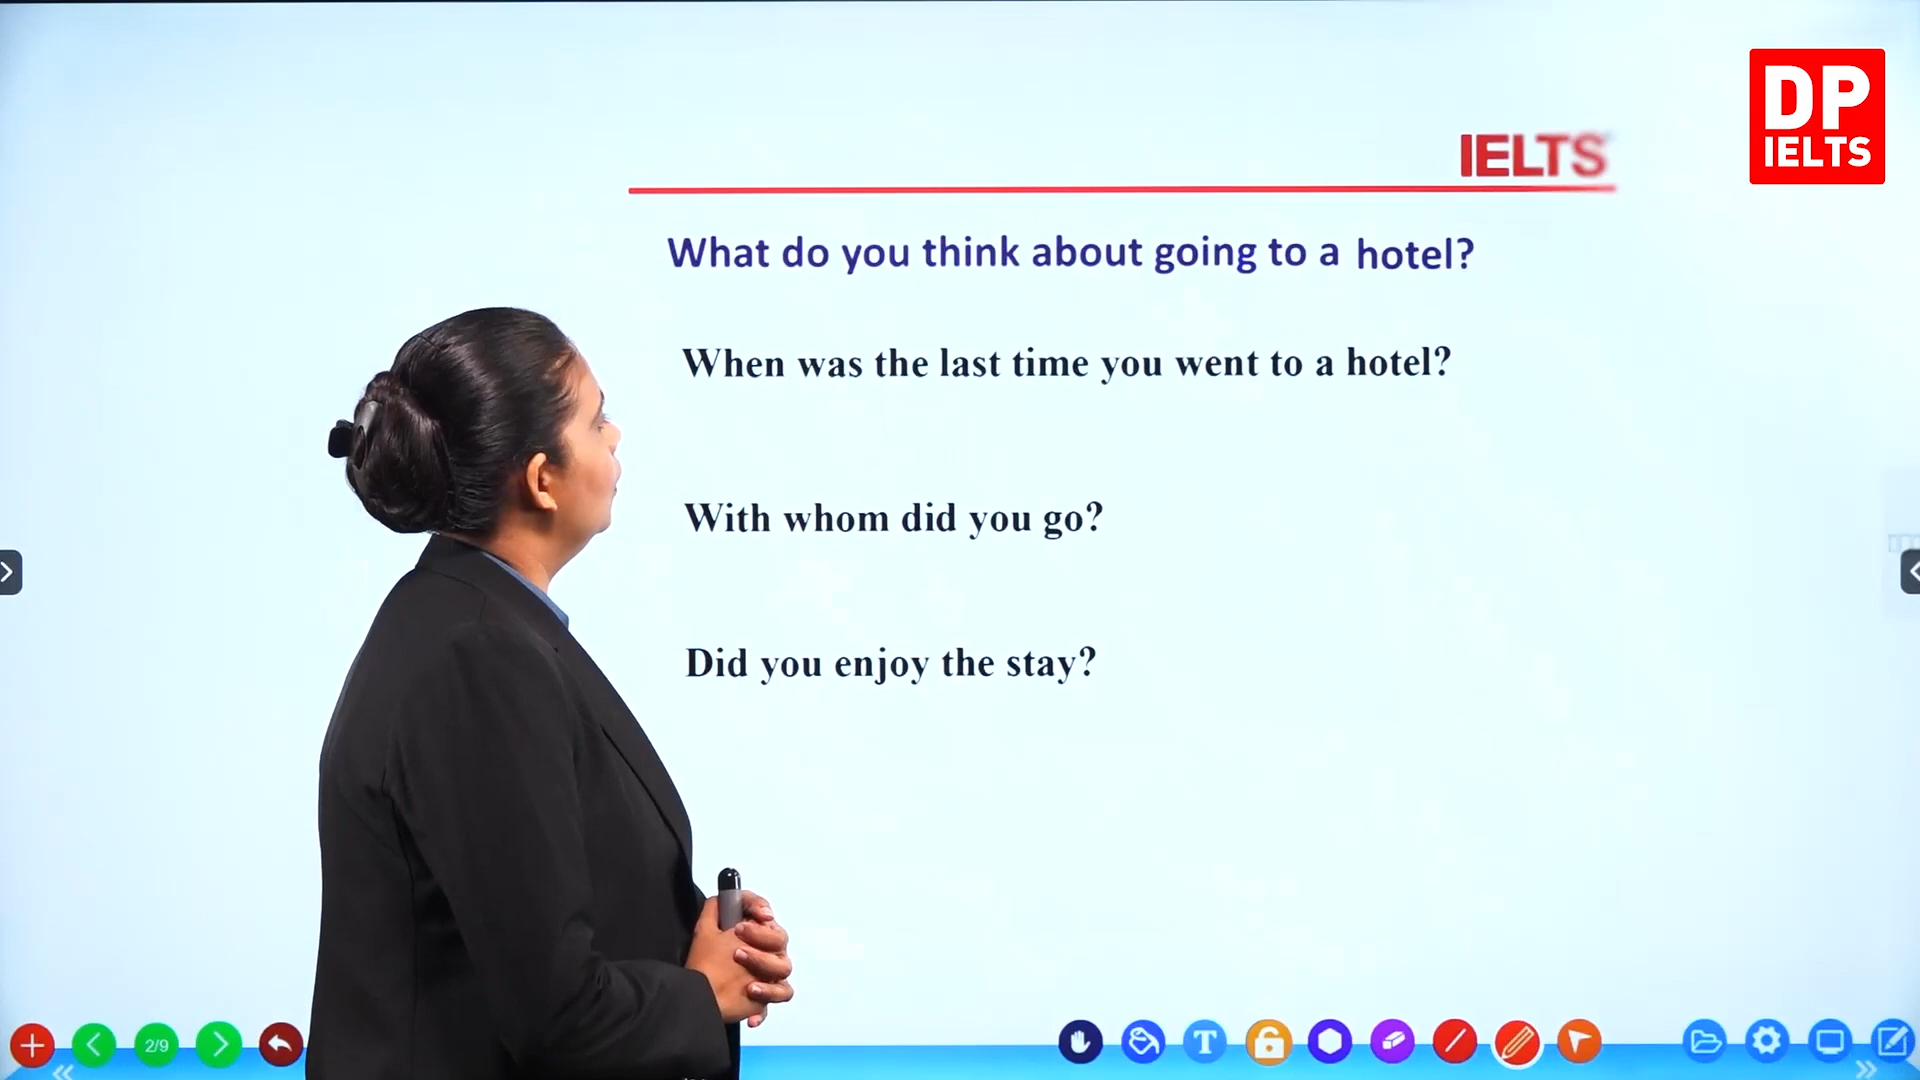 DP
IELTS
IELTS
What do you think about going to a hotel?
When was the last time you went to a hotel?
With whom did you go?
Did you enjoy the stay?
2/9
T